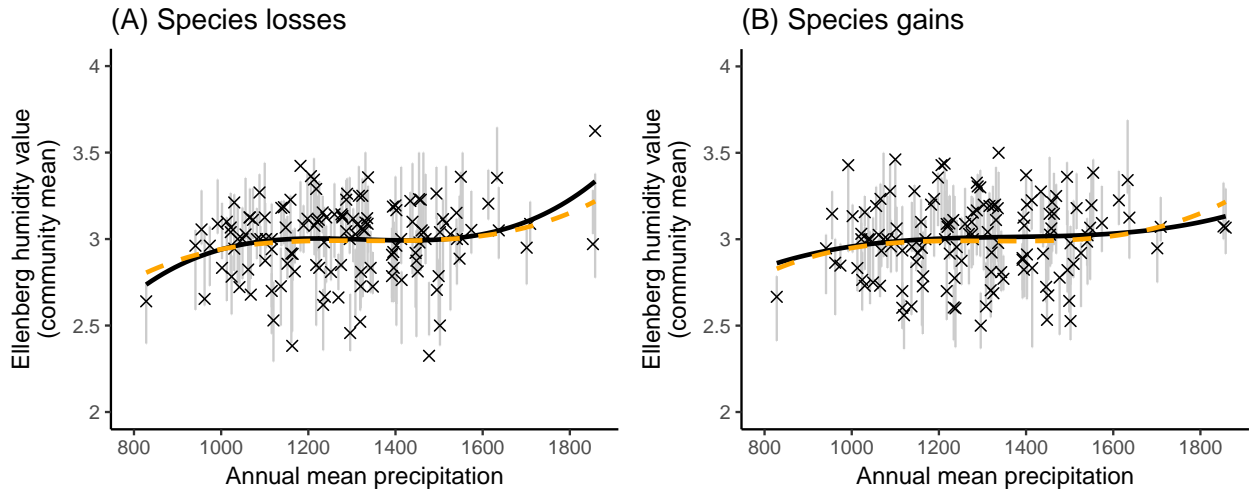 (A) Species losses
Ellenberg humidity value
(community mean)
4
3.5
3
2.5
2
800 1000 1200 1400 1600 1800
Annual mean precipitation
(B) Species gains
Ellenberg humidity value
(community mean)
4
3.5
3
2.5
2
800 1000 1200 1400 1600 1800
Annual mean precipitation